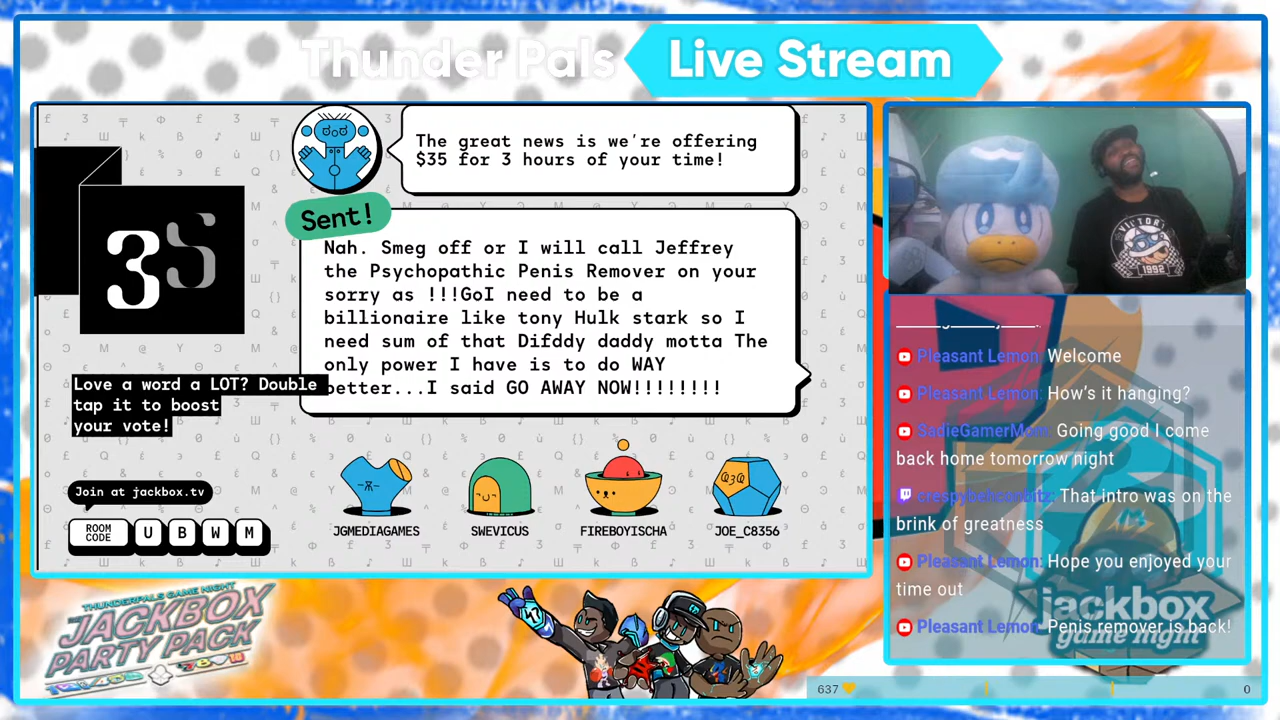 Thunder Pals
Live Stream
The great news is we're offering
$35 for 3 hours of your time!
Sent!
Nah. Smeg off or I will call Jeffrey
the Psychopathic Penis Remover on your
sorry as !!!GoI need to be a
billionaire like tony Hulk stark so I
need sum of that Difddy daddy motta The
only power I have is to do WAY
better...I said GO AWAY NOW!!!!!!!!
35
Love a word a LOT? Double
tap it to boost
your vote!
Join at jackbox.tv
ROOM
CODE
U B W M
JGMEDIAGAMES
SWEVICUS
Q3Q
FIREBOYISCHA
JOE_C8356
VICTORY
1992
Pleasant Lemon: Welcome
Pleasant Lemon: How's it hanging?
SadieGamerMom: Going good I come
back home tomorrow night
That intro was on the
brink of greatness
Pleasant Lemon: Hope you enjoyed your
time out
Pleasant Lemon: Penis remover is back!
jackbox
game night
THUNDERPALS GAME NIGHT
JACKBOX
PARTY PACK
637
0